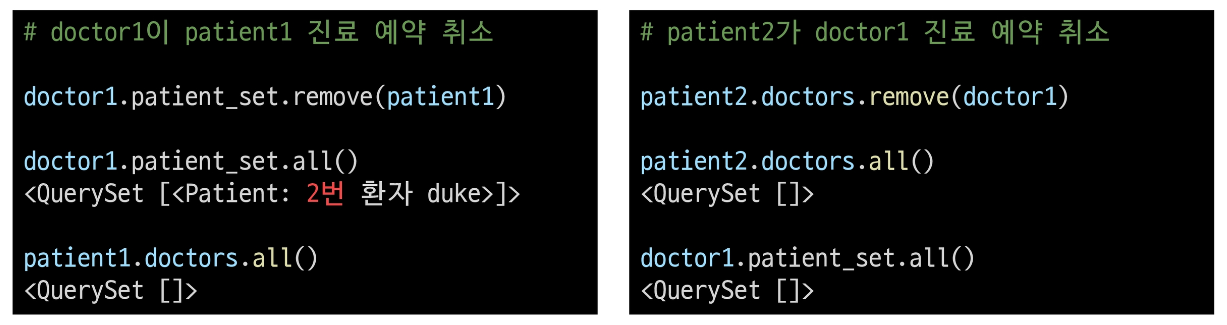 # doctor1이 patient1 진료 예약 취소
doctor1.patient_set.remove(patient1)
doctor1.patient_set.all()
<QuerySet [<Patient: 2번 환자 duke>]>
patient1.doctors.all()
<QuerySet []>
# patient2가 doctor1 진료 예약 취소
patient2.doctors.remove(doctor1)
patient2.doctors.all()
<QuerySet []>
doctor1.patient_set.all()
<QuerySet []>